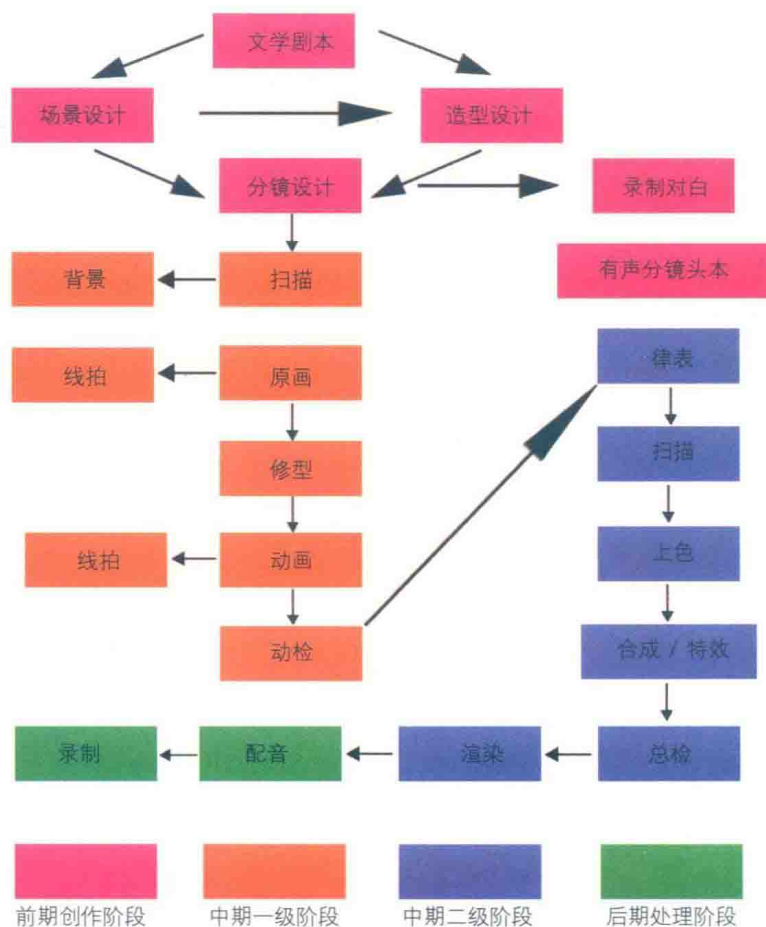 文学剧本
场景设计
造型设计
分镜设计
录制对白
背景
扫描
有声分镜头本
线拍
原画
律表
修型
扫描
线拍
动画
上色
动检
合成 / 特效
录制
配音
渲染
总检
前期创作阶段
中期一级阶段
中期二级阶段
后期处理阶段